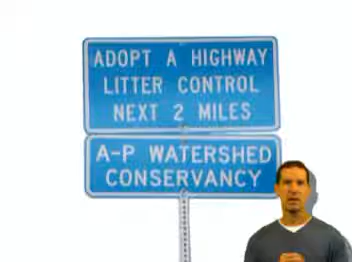 ADOPT A HIGHWAY
LITTER CONTROL
NEXT 2 MILES
A-P WATERSHED
CONSERVANCY